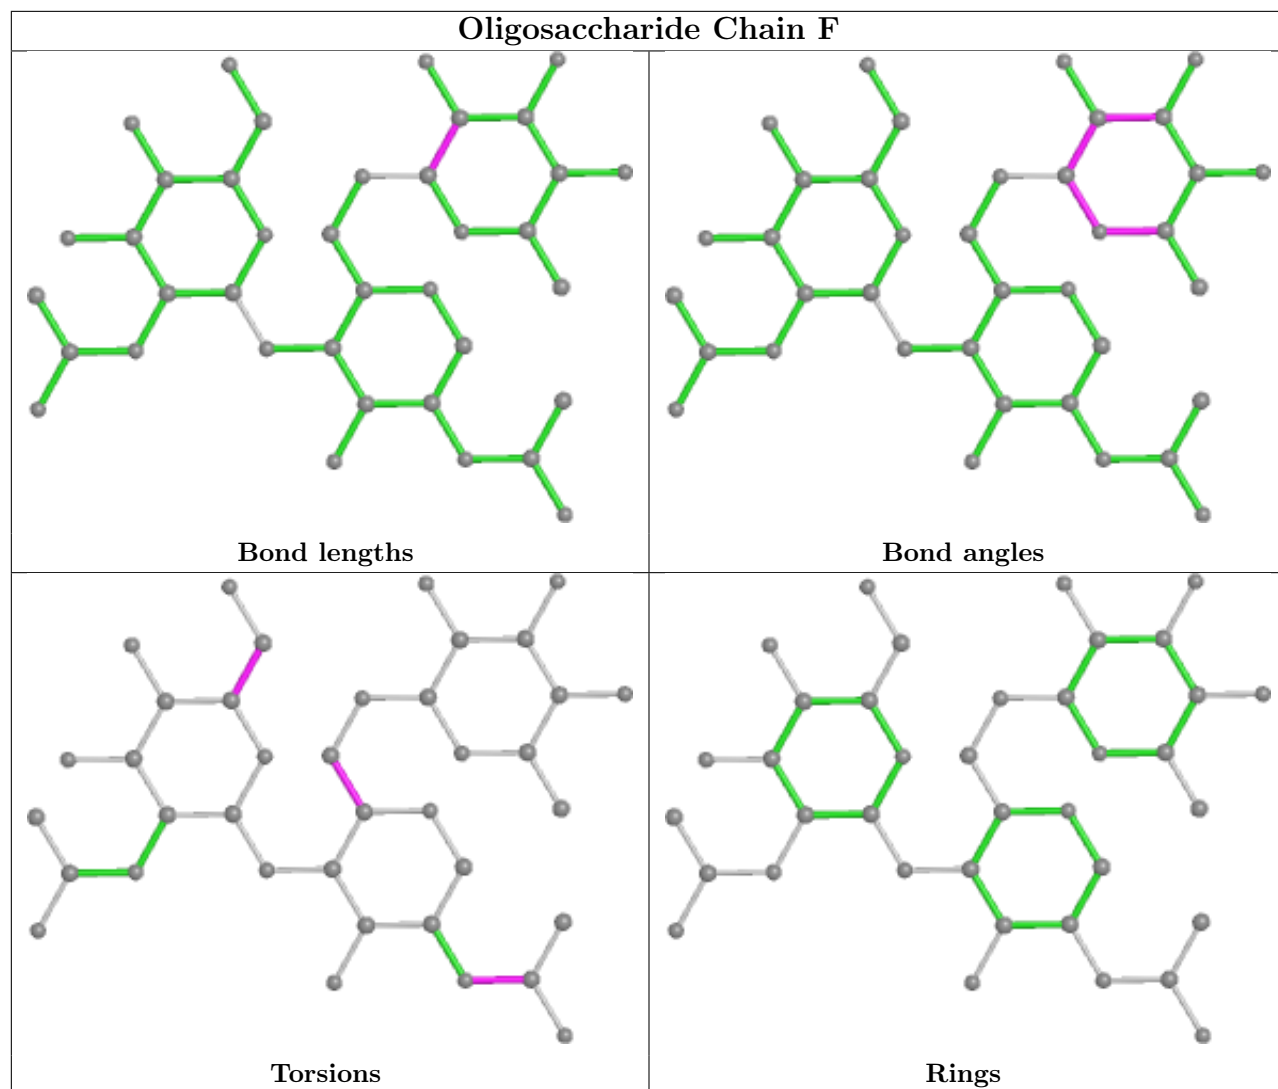 Oligosaccharide Chain F
Bond lengths
Bond angles
Torsions
Rings